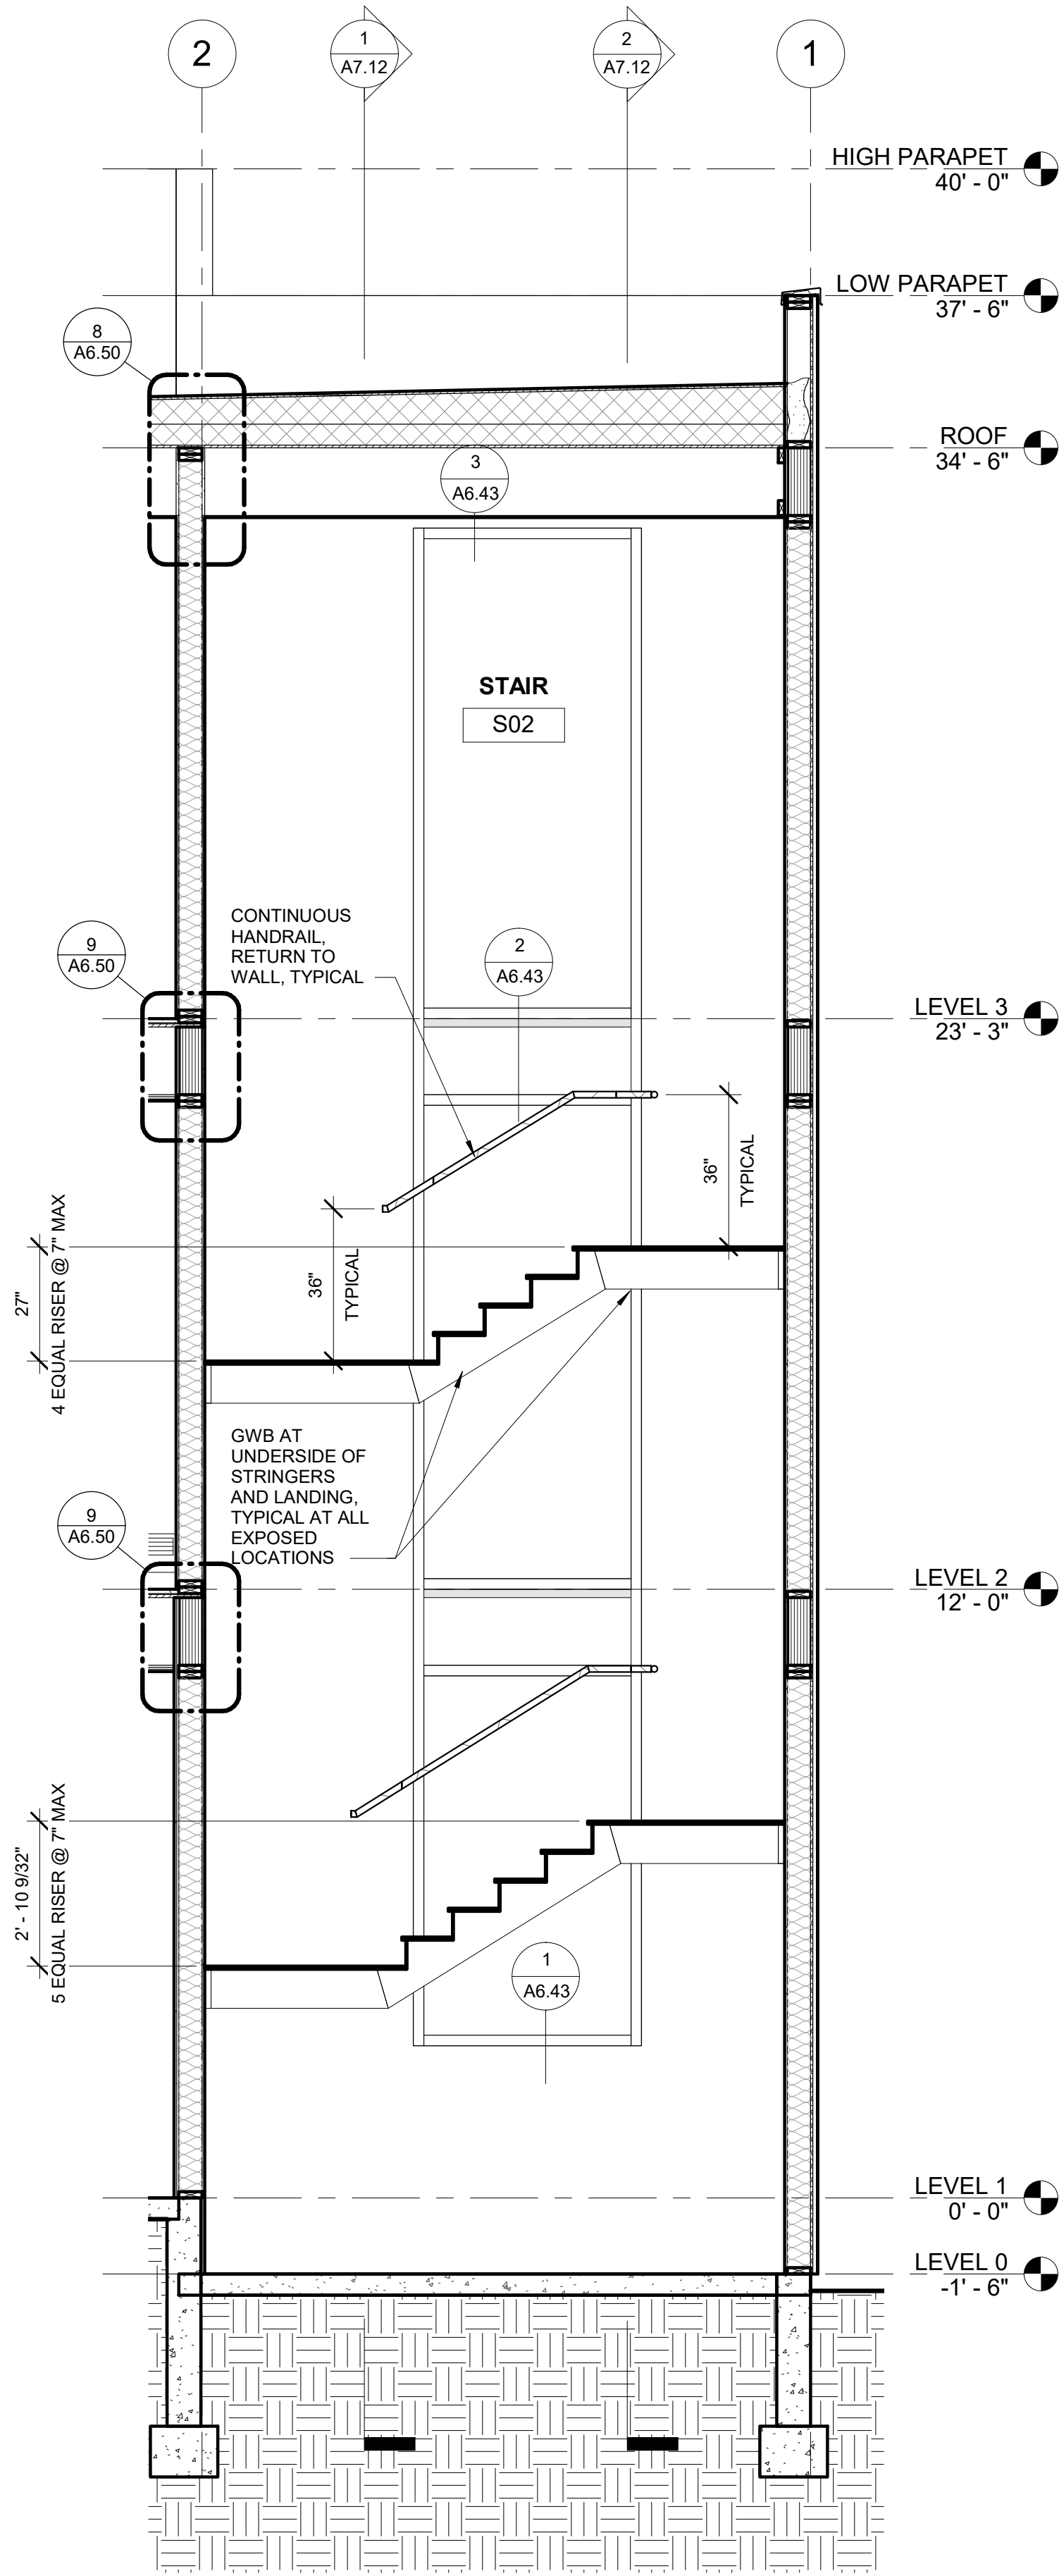 2
1
A7.12
2
A7.12
1
HIGH PARAPET
40' - 0"
LOW PARAPET
37' - 6"
8
A6.50
ROOF
34' - 6"
3
A6.43
STAIR
S02
CONTINUOUS
HANDRAIL,
RETURN TO
WALL, TYPICAL
9
A6.50
2
A6.43
LEVEL 3
23' - 3"
36"
TYPICAL
27"
4 EQUAL RISER @ 7" MAX
36"
TYPICAL
GWB AT
UNDERSIDE OF
STRINGERS
AND LANDING,
TYPICAL AT ALL
EXPOSED
LOCATIONS
9
A6.50
LEVEL 2
12' - 0"
2' - 10 9/32"
5 EQUAL RISER @ 7" MAX
1
A6.43
LEVEL 1
0' - 0"
LEVEL 0
-1' - 6"